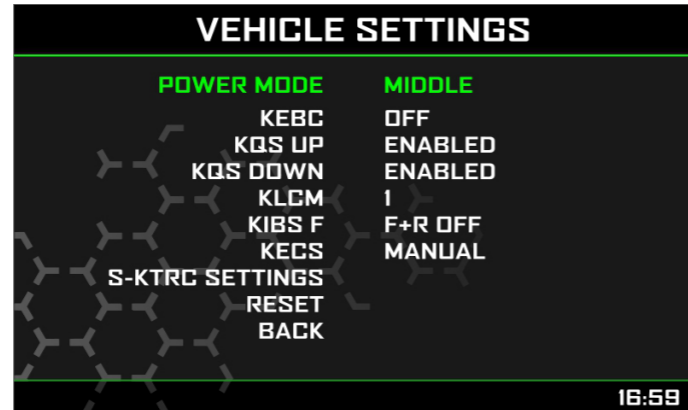 VEHICLE SETTINGS
POWER MODE MIDDLE
KEBC OFF
KQS UP ENABLED
KQS DOWN ENABLED
KLCM 1
KIBS F F+R OFF
KECS MANUAL
S-KTRC SETTINGS
RESET
BACK
16:59